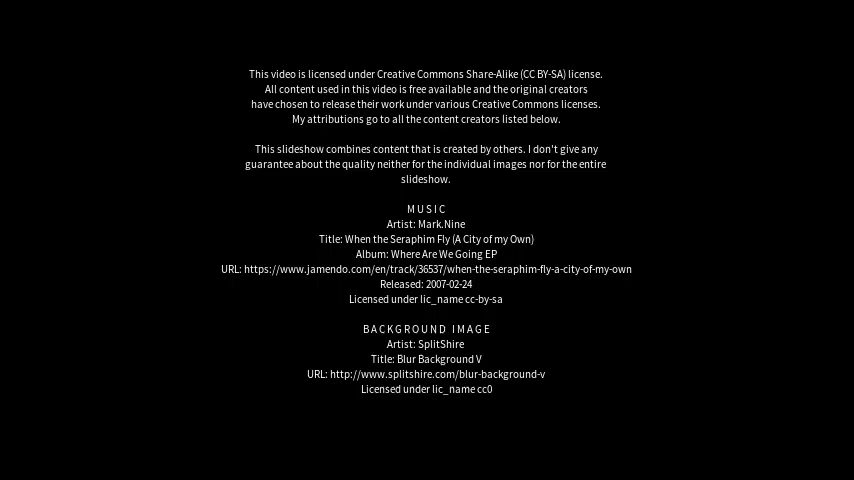 This video is licensed under Creative Commons Share-Alike (CC BY-SA) license.
All content used in this video is free available and the original creators
have chosen to release their work under various Creative Commons licenses.
My attributions go to all the content creators listed below.
This slideshow combines content that is created by others. I don't give any
guarantee about the quality neither for the individual images nor for the entire
slideshow.
MUSIC
Artist: Mark.Nine
Title: When the Seraphim Fly (A City of my Own)
Album: Where Are We Going EP
URL: https://www.jamendo.com/en/track/36537/when-the-seraphim-fly-a-city-of-my-own
Released: 2007-02-24
Licensed under lic_name cc-by-sa
BACKGROUND IMAGE
Artist: SplitShire
Title: Blur Background V
URL: http://www.splitshire.com/blur-background-v
Licensed under lic_name cc0